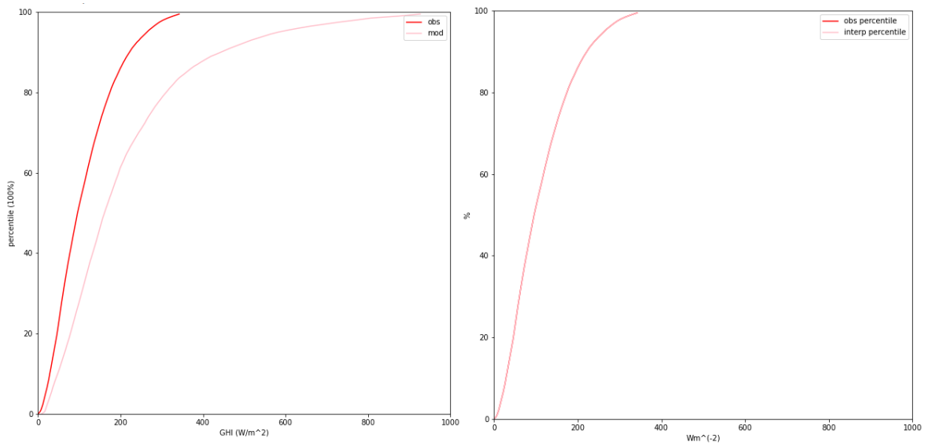 100
80
60
40
20
0
percentile (100%)
0 200 400 600 800 1000
GHI (W/m^2)
obs
mod
100
80
60
40
20
0
%
0 200 400 600 800 1000
Wm^(-2)
obs percentile
interp percentile